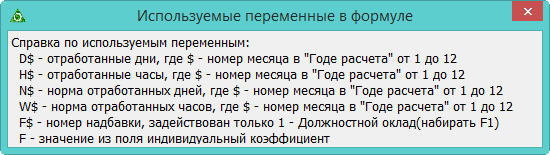 Используемые переменные в формуле
Справка по используемым переменным:
D$ - отработанные дни, где $ - номер месяца в "Годе расчета" от 1 до 12
H$ - отработанные часы, где $ - номер месяца в "Годе расчета" от 1 до 12
N$ - норма отработанных дней, где $ - номер месяца в "Годе расчета" от 1 до 12
W$ - норма отработанных часов, где $ - номер месяца в "Годе расчета" от 1 до 12
F$ - номер надбавки, задействован только 1 - Должностной оклад(набирать F1)
F - значение из поля индивидуальный коэффициент